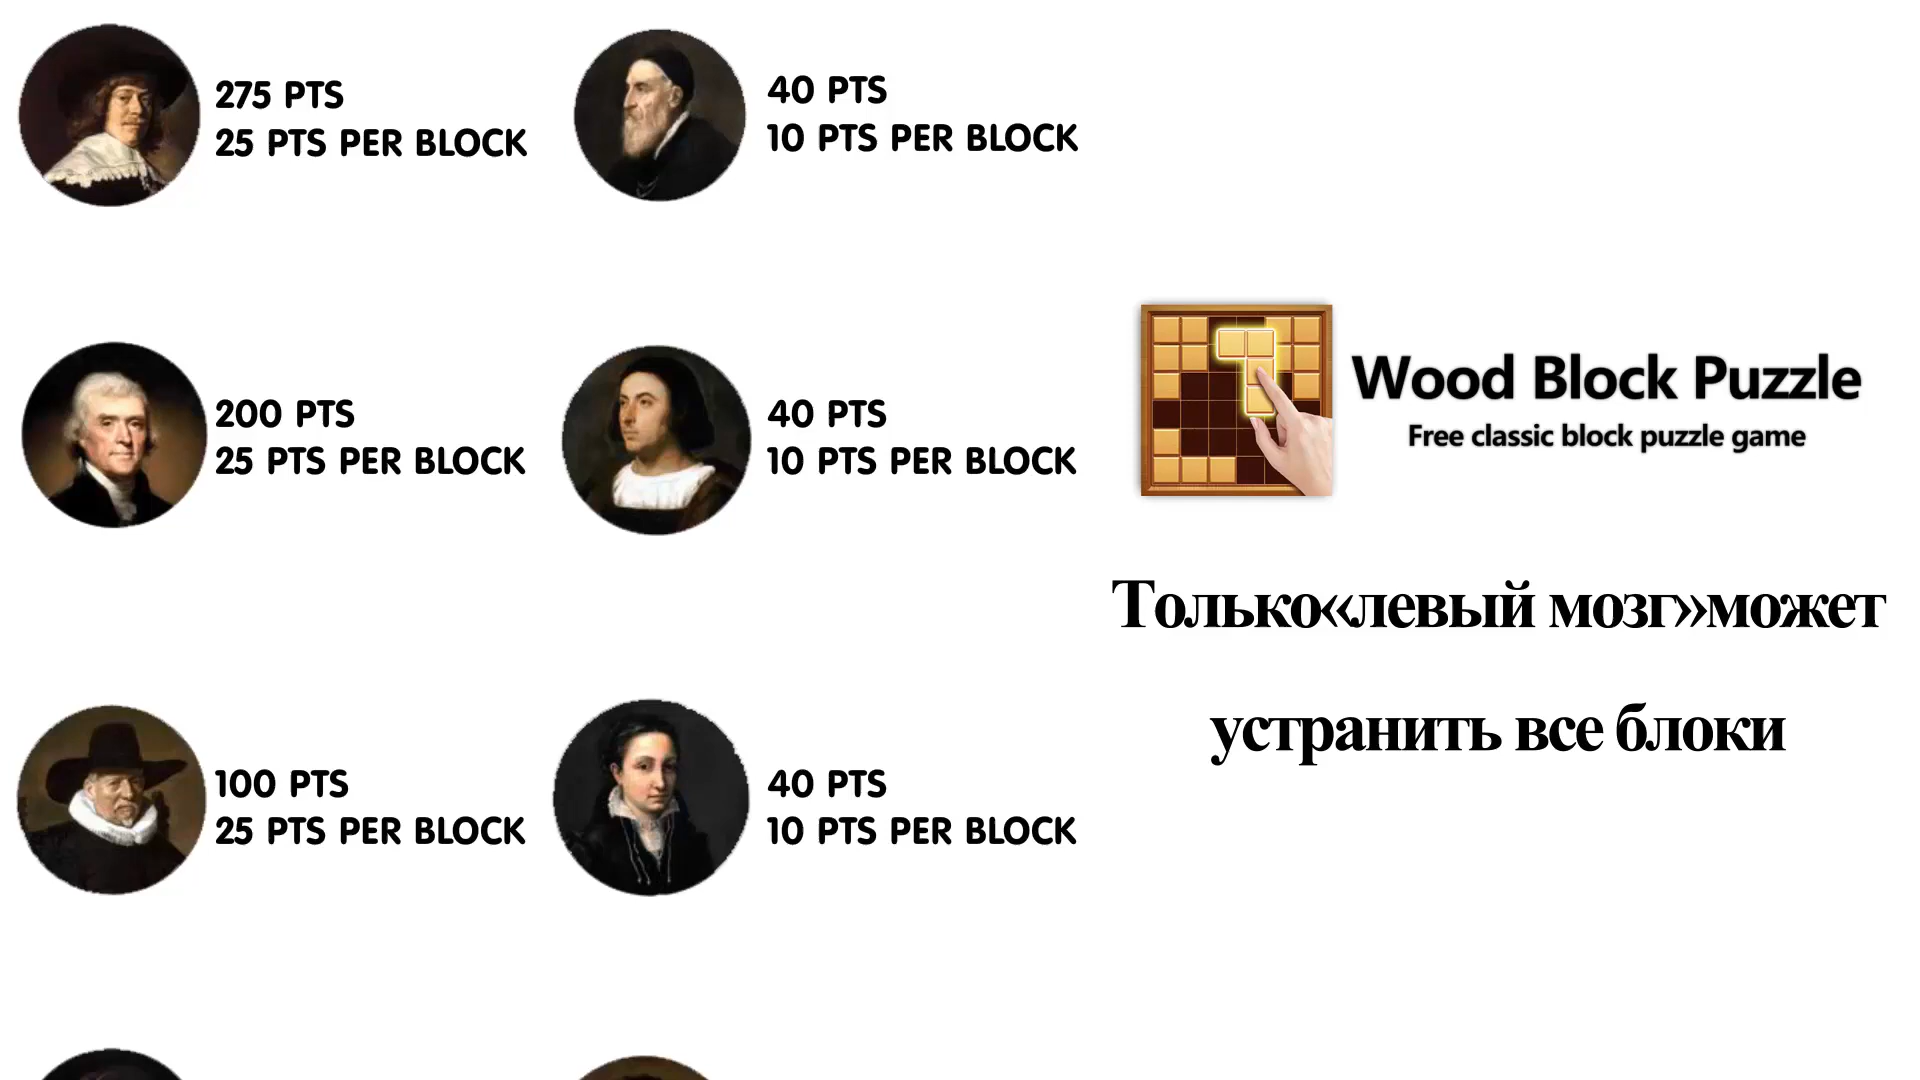 275 PTS
25 PTS PER BLOCK
40 PTS
10 PTS PER BLOCK
200 PTS
25 PTS PER BLOCK
40 PTS
10 PTS PER BLOCK
100 PTS
25 PTS PER BLOCK
40 PTS
10 PTS PER BLOCK
Wood Block Puzzle
Free classic block puzzle game
Только«левый мозг»может
устранить все блоки